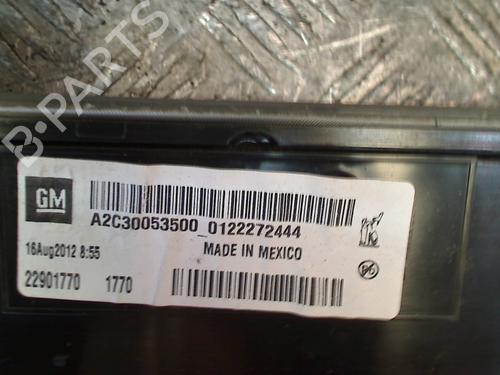 B-PARTS
GM
A2C30053500_0122272444
16Aug2012 8:55
MADE IN MEXICO
22901770 1770